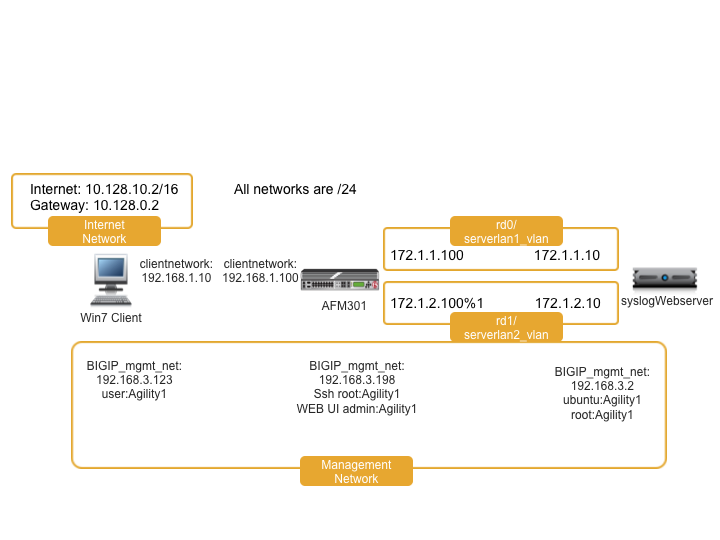 Internet: 10.128.10.2/16
Gateway: 10.128.0.2
All networks are /24
Internet
Network
rd0/
serverlan1_vlan
172.1.1.100
172.1.1.10
clientnetwork:
192.168.1.10
clientnetwork:
192.168.1.100
Win7 Client
AFM301
172.1.2.100%1
172.1.2.10
syslogWebserver
rd1/
serverlan2_vlan
BIGIP_mgmt_net:
192.168.3.123
user:Agility1
BIGIP_mgmt_net:
192.168.3.198
Ssh root:Agility1
WEB UI admin:Agility1
BIGIP_mgmt_net:
192.168.3.2
ubuntu:Agility1
root:Agility1
Management
Network